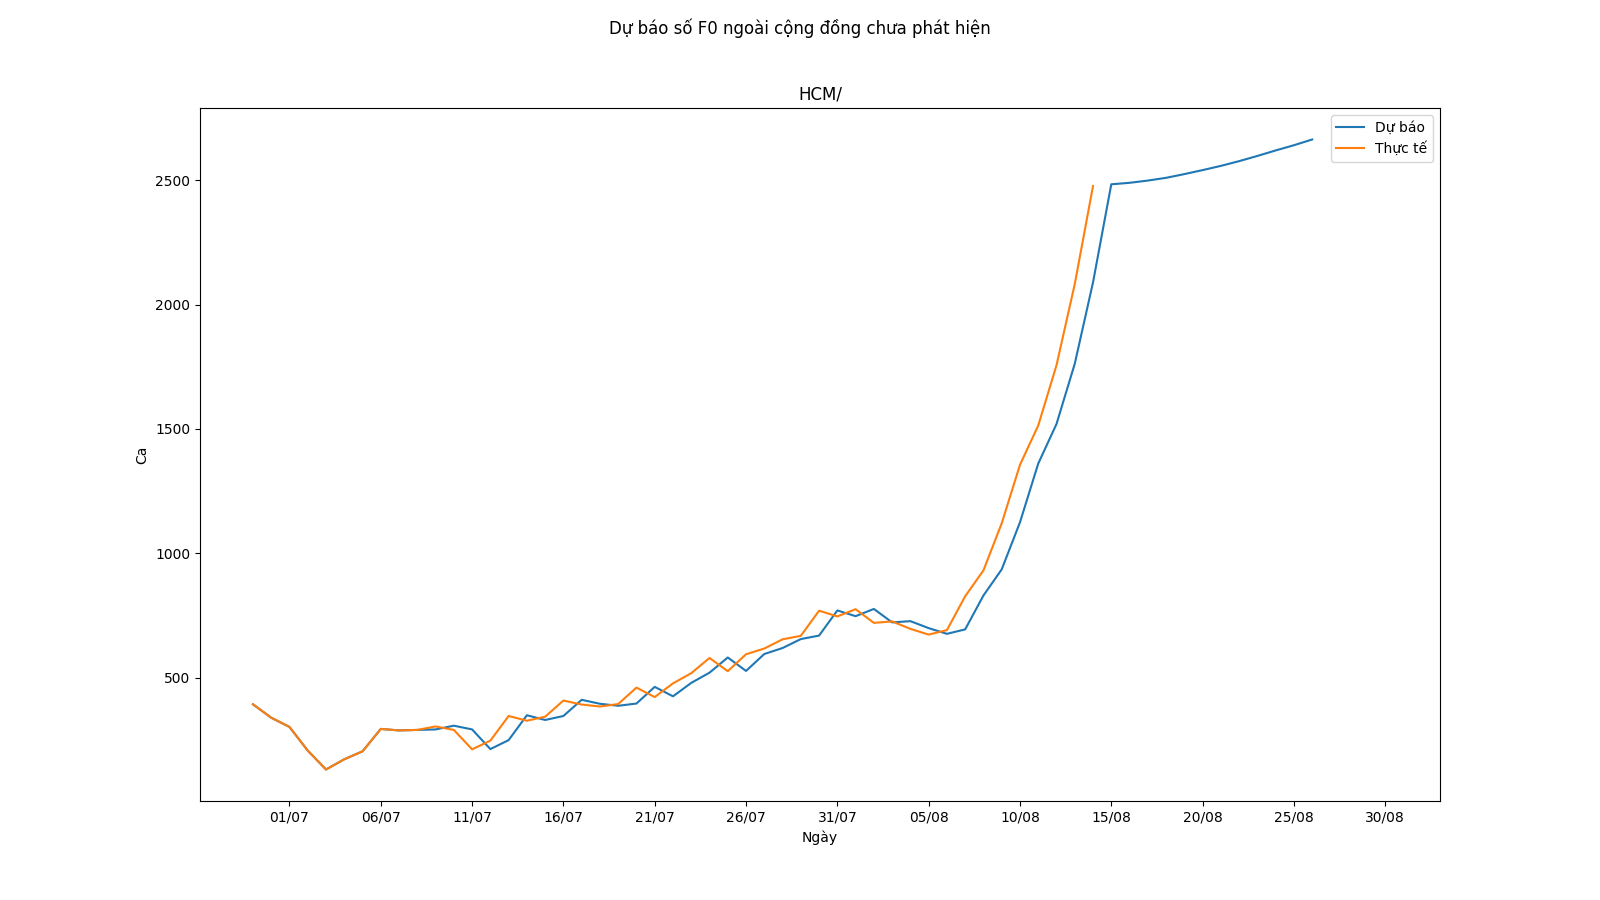 Dự báo số F0 ngoài cộng đồng chưa phát hiện
HCM/
Dự báo
Thực tế
2500
2000
1500
1000
500
Ca
01/07 06/07 11/07 16/07 21/07 26/07 31/07 05/08 10/08 15/08 20/08 25/08 30/08
Ngày